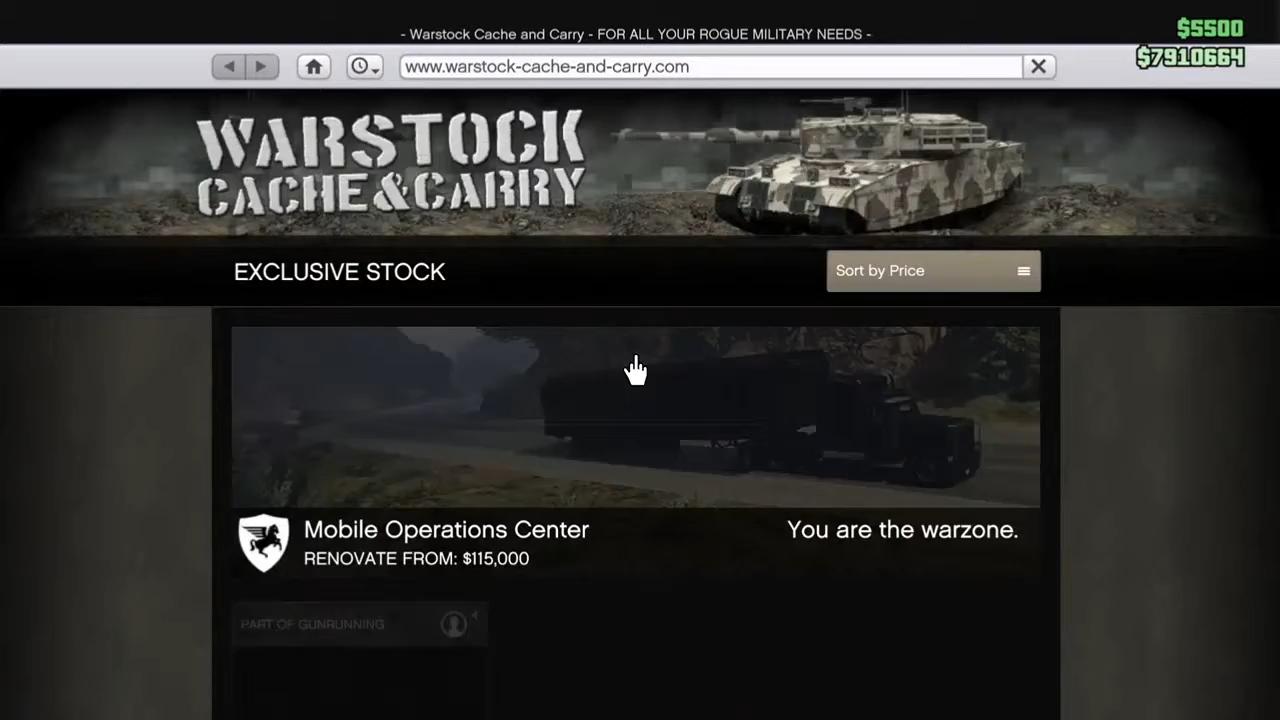 - Warstock Cache and Carry - FOR ALL YOUR ROGUE MILITARY NEEDS -
$5500
$7910664
www.warstock-cache-and-carry.com
WARSTOCK
CACHE&CARRY
EXCLUSIVE STOCK
Sort by Price
Mobile Operations Center
You are the warzone.
RENOVATE FROM: $115,000
PART OF GUNRUNNING